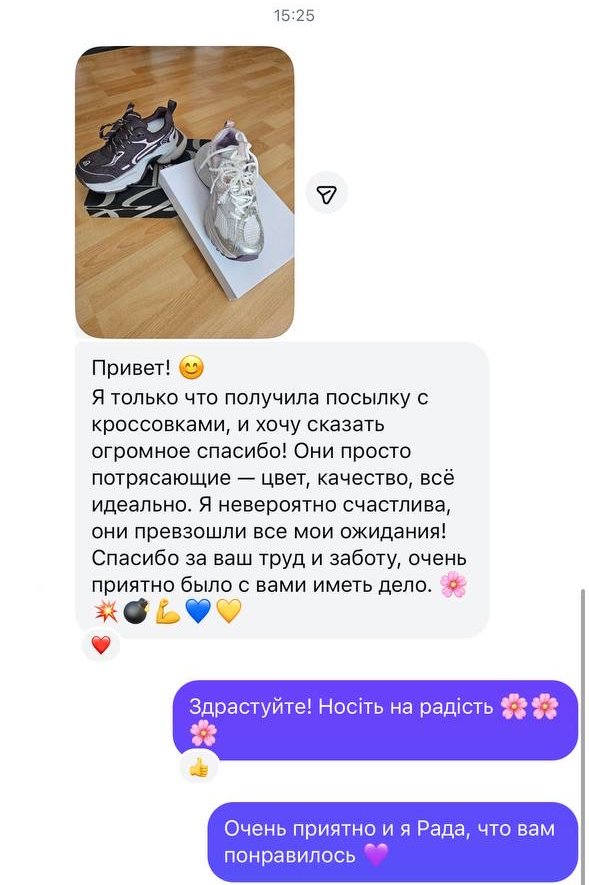 15:25
Привет! 😊
Я только что получила посылку с
кроссовками, и хочу сказать
огромное спасибо! Они просто
потрясающие — цвет, качество, всё
идеально. Я невероятно счастлива,
они превзошли все мои ожидания!
Спасибо за ваш труд и заботу, очень
приятно было с вами иметь дело. 🌸
💥💣💪💙💛
❤️
Здрастуйте! Носіть на радість 🌸🌸
🌸
👍
Очень приятно и я Рада, что вам
понравилось 💜